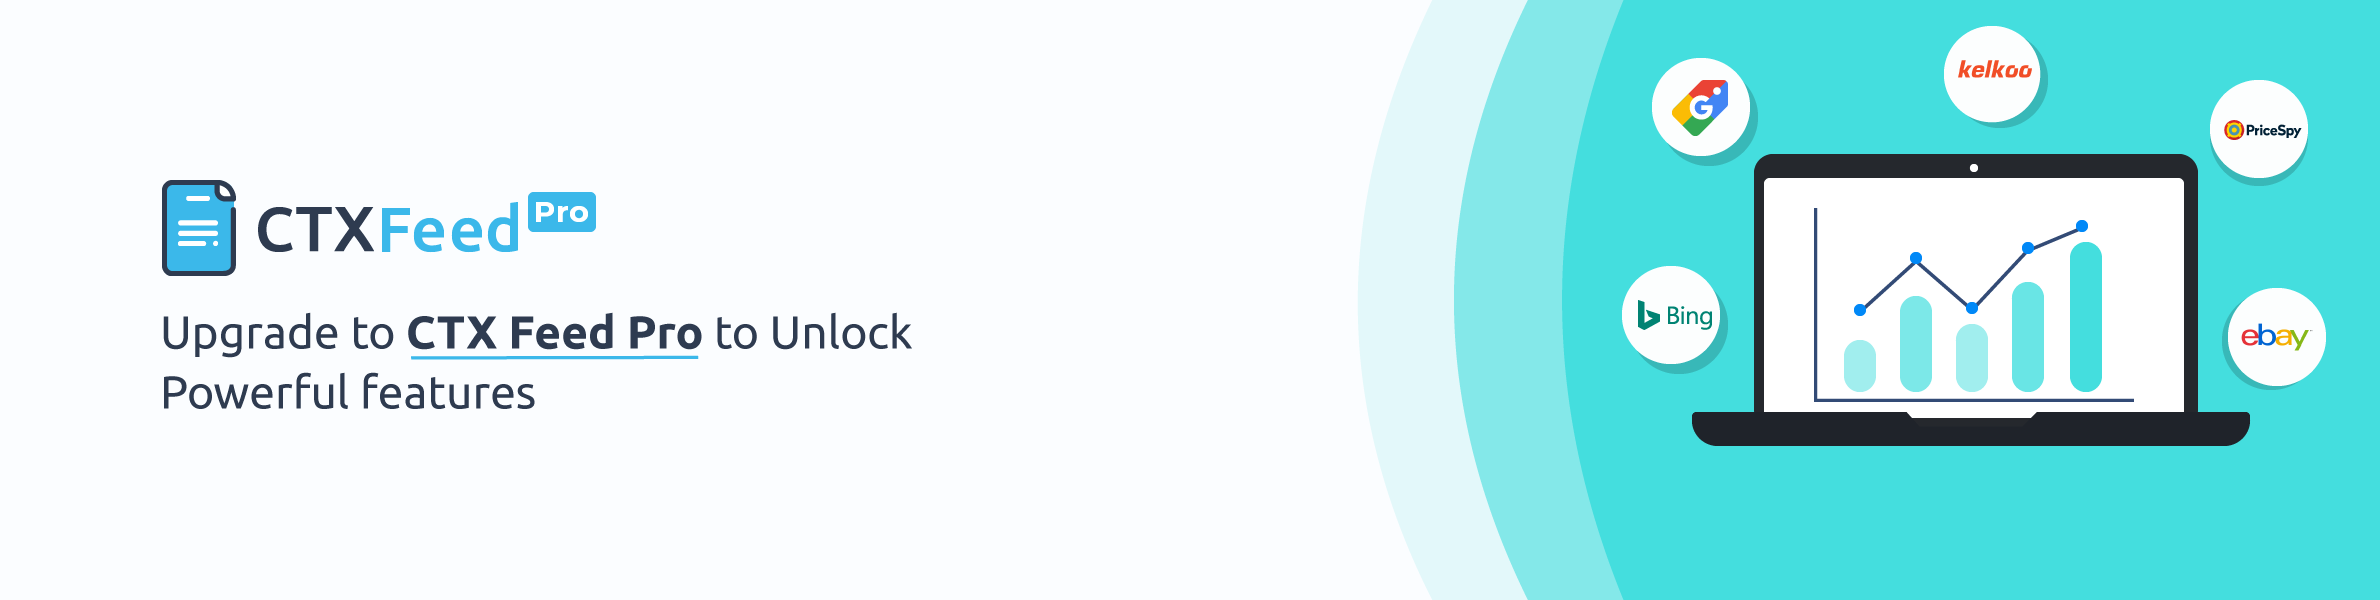 CTXFeed Pro
Upgrade to CTX Feed Pro to Unlock
Powerful features
G
kelkoo
PriceSpy
Bing
ebay